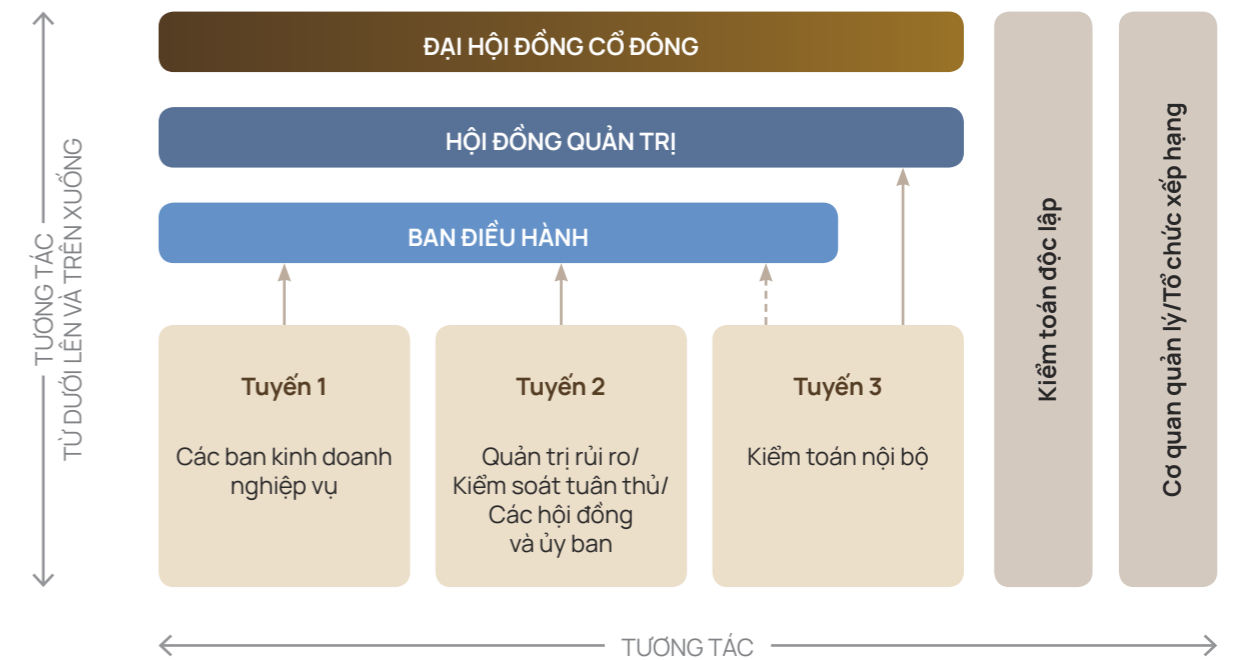 ĐẠI HỘI ĐỒNG CỔ ĐÔNG
HỘI ĐỒNG QUẢN TRỊ
BAN ĐIỀU HÀNH
TƯƠNG TÁC
TỪ DƯỚI LÊN VÀ TRÊN XUỐNG
Tuyến 1
Các ban kinh doanh
nghiệp vụ
Tuyến 2
Quản trị rủi ro/
Kiểm soát tuân thủ/
Các hội đồng
và ủy ban
Tuyến 3
Kiểm toán nội bộ
Kiểm toán độc lập
Cơ quan quản lý/Tổ chức xếp hạng
TƯƠNG TÁC